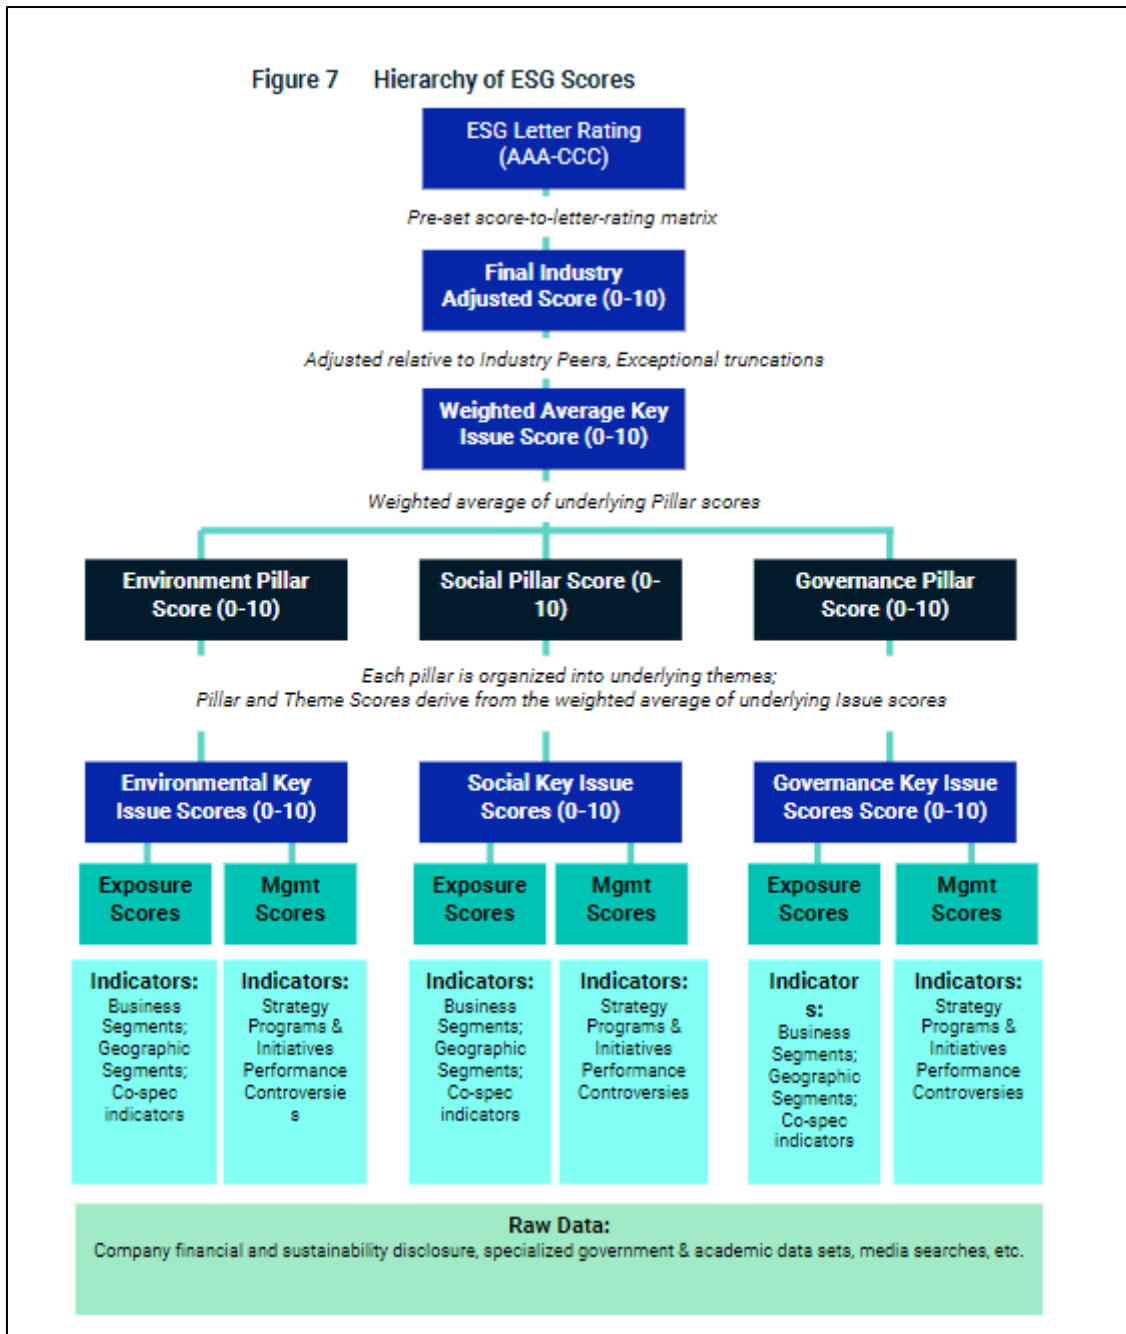 Figure 7 Hierarchy of ESG Scores
ESG Letter Rating
(AAA-CCC)
Pre-set score-to-letter-rating matrix
Final Industry
Adjusted Score (0-10)
Adjusted relative to Industry Peers, Exceptional truncations
Weighted Average Key
Issue Score (0-10)
Weighted average of underlying Pillar scores
Environment Pillar
Score (0-10)
Social Pillar Score (0-
10)
Governance Pillar
Score (0-10)
Each pillar is organized into underlying themes;
Pillar and Theme Scores derive from the weighted average of underlying Issue scores
Environmental Key
Issue Scores (0-10)
Social Key Issue
Scores (0-10)
Governance Key Issue
Scores Score (0-10)
Exposure
Scores
Mgmt
Scores
Exposure
Scores
Mgmt
Scores
Exposure
Scores
Mgmt
Scores
Indicators:
Business
Segments;
Geographic
Segments;
Co-spec
indicators
Indicators:
Strategy
Programs &
Initiatives
Performance
Controversie
s
Indicators:
Business
Segments;
Geographic
Segments;
Co-spec
indicators
Indicators:
Strategy
Programs &
Initiatives
Performance
Controversies
Indicator
s:
Business
Segments;
Geographic
Segments;
Co-spec
indicators
Indicators:
Strategy
Programs &
Initiatives
Performance
Controversies
Raw Data:
Company financial and sustainability disclosure, specialized government & academic data sets, media searches, etc.